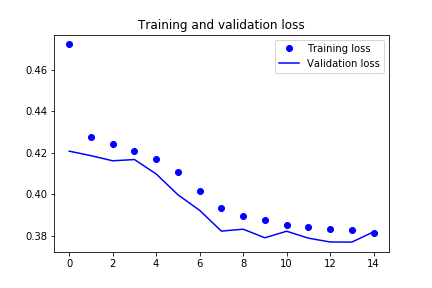 Training and validation loss
Training loss
Validation loss
0.46
0.44
0.42
0.40
0.38
0 2 4 6 8 10 12 14